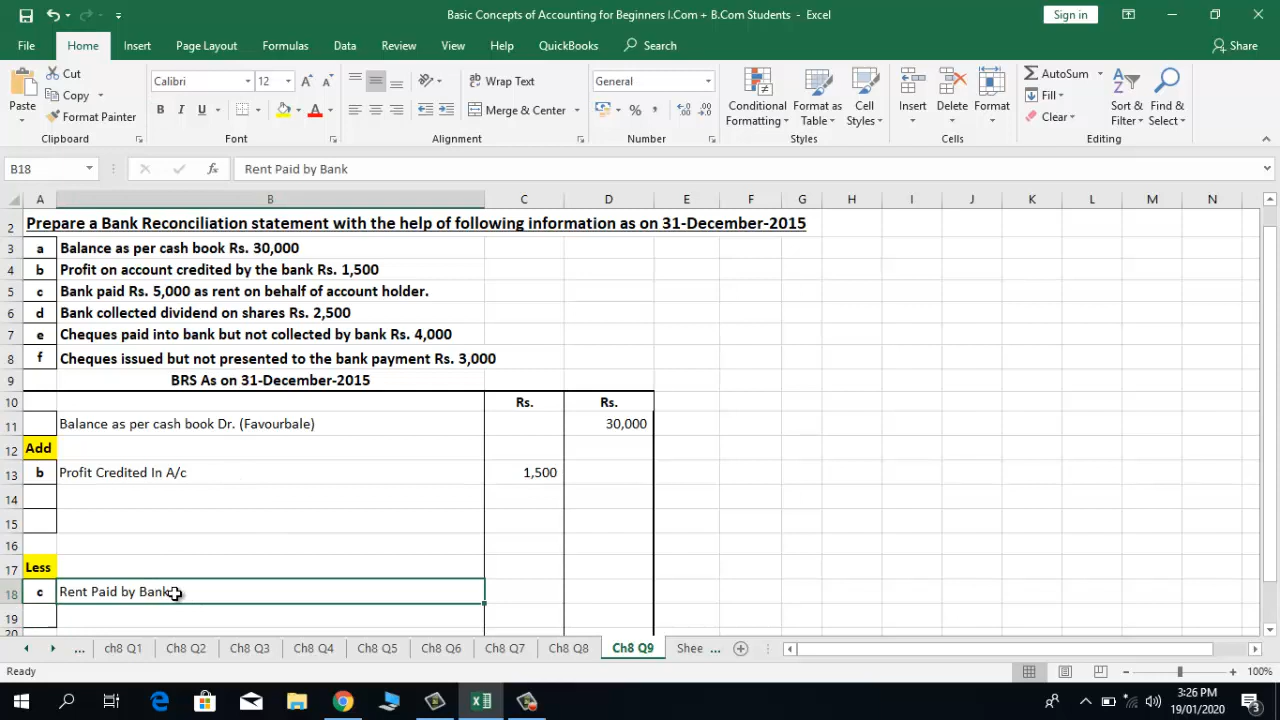 Basic Concepts of Accounting for Beginners I.Com + B.Com Students - Excel
Sign in
File Home Insert Page Layout Formulas Data Review View Help QuickBooks Search Share
Paste
Cut
Copy
Format Painter
Clipboard
Calibri 12
B I U
Font
Wrap Text
Merge & Center
Alignment
General
Number
Conditional Formatting
Format as Table
Cell Styles
Styles
Insert Delete Format
Cells
AutoSum
Fill
Clear
Sort & Filter
Find & Select
Editing
B18 fx Rent Paid by Bank
A B C D E F G H I J K L M N
2 Prepare a Bank Reconciliation statement with the help of following information as on 31-December-2015
3 a Balance as per cash book Rs. 30,000
4 b Profit on account credited by the bank Rs. 1,500
5 c Bank paid Rs. 5,000 as rent on behalf of account holder.
6 d Bank collected dividend on shares Rs. 2,500
7 e Cheques paid into bank but not collected by bank Rs. 4,000
8 f Cheques issued but not presented to the bank payment Rs. 3,000
9 BRS As on 31-December-2015
10 Rs. Rs.
11 Balance as per cash book Dr. (Favourbale) 30,000
12 Add
13 b Profit Credited In A/c 1,500
14
15
16
17 Less
18 c Rent Paid by Bank
19
20
... ch8 Q1 Ch8 Q2 Ch8 Q3 Ch8 Q4 Ch8 Q5 Ch8 Q6 Ch8 Q7 Ch8 Q8 Ch8 Q9 Shee ...
Ready 100%
3:26 PM
19/01/2020
3